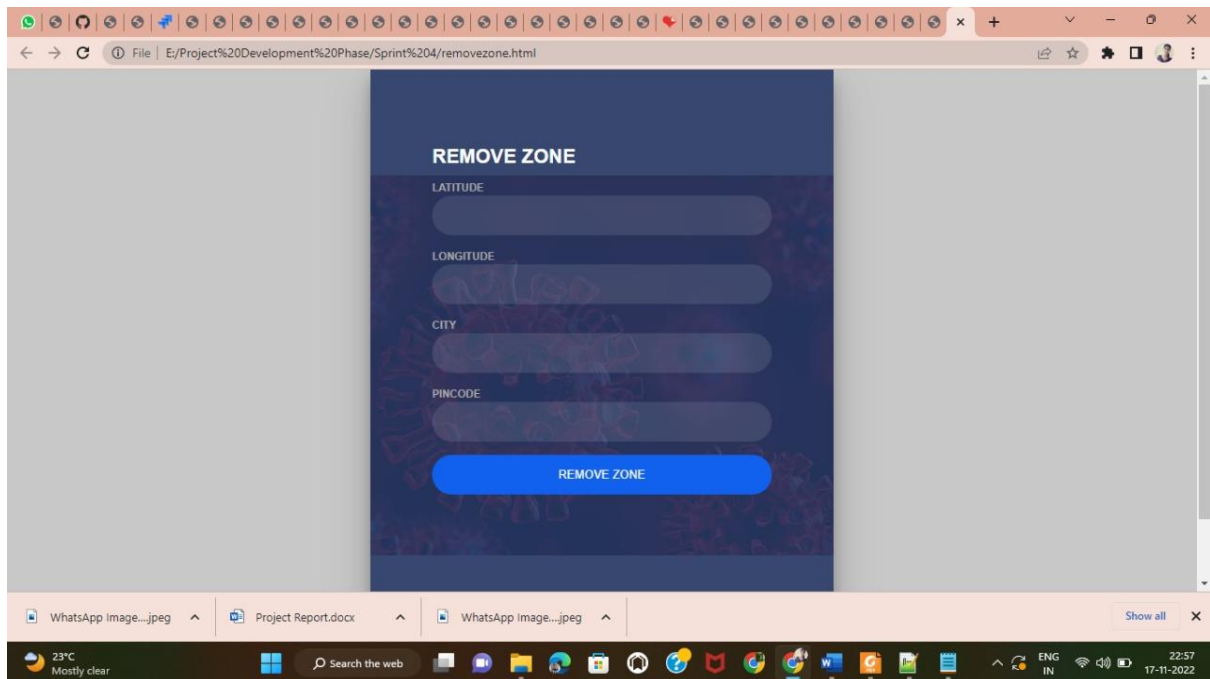 File | E:/Project%20Development%20Phase/Sprint%204/removezone.html
REMOVE ZONE
LATITUDE
LONGITUDE
CITY
PINCODE
REMOVE ZONE
WhatsApp Image....jpeg
Project Report.docx
WhatsApp Image....jpeg
Show all
23°C
Mostly clear
Search the web
ENG
IN
22:57
17-11-2022